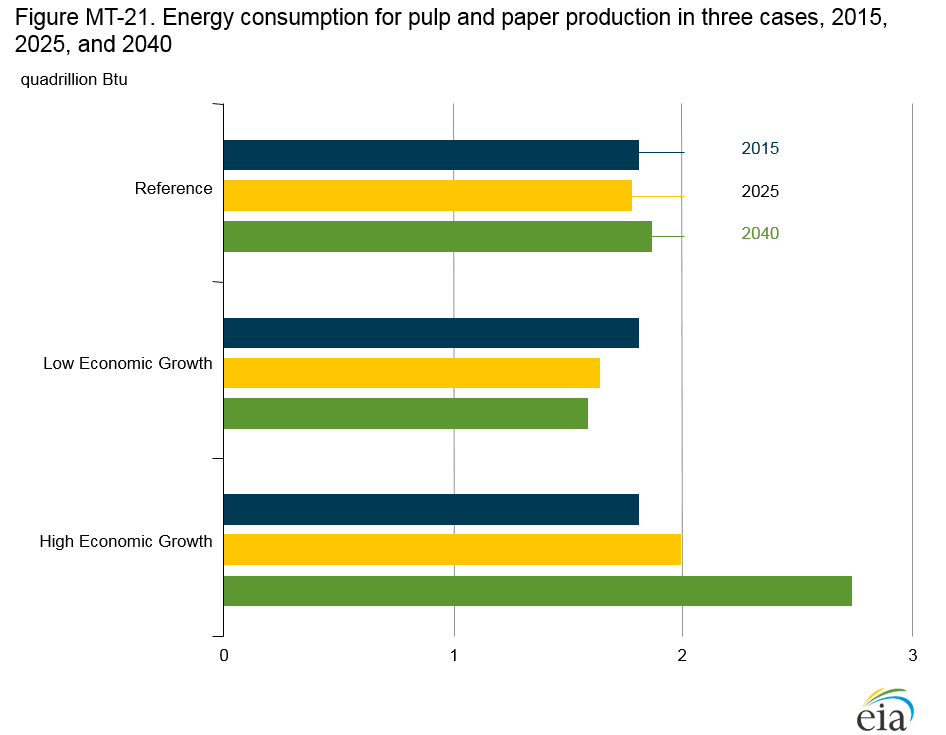 Figure MT-21. Energy consumption for pulp and paper production in three cases, 2015,
2025, and 2040
quadrillion Btu
2015
Reference
2025
2040
Low Economic Growth
High Economic Growth
0
1
2
3
eia